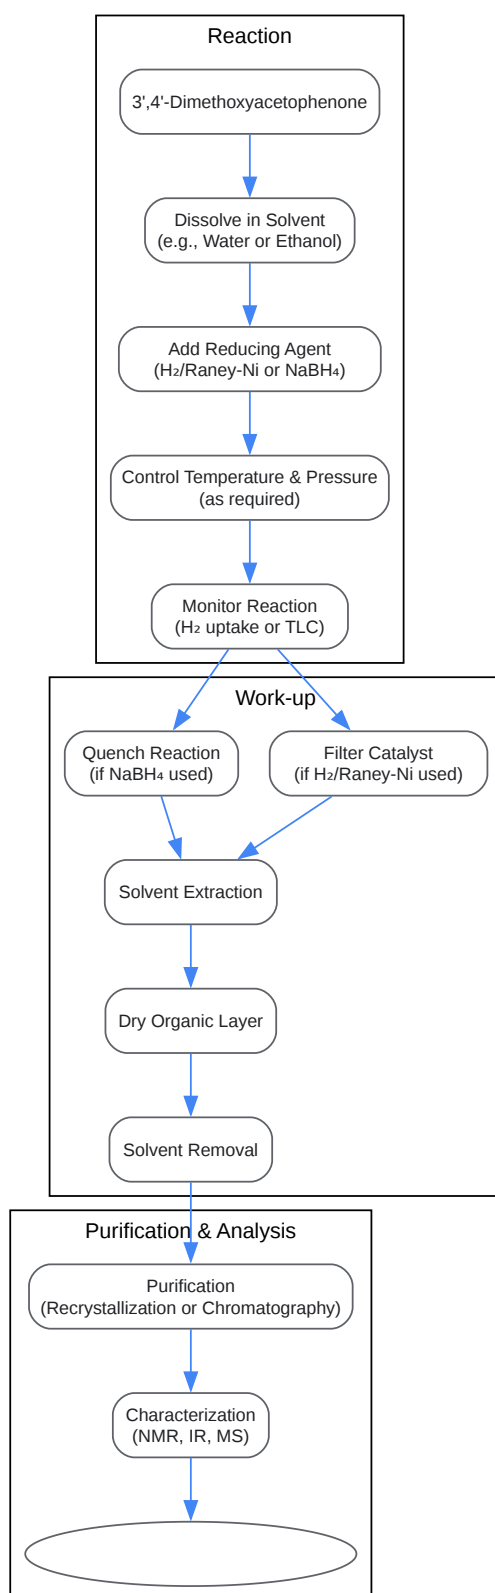 Reaction
3',4'-Dimethoxyacetophenone
Dissolve in Solvent
(e.g., Water or Ethanol)
Add Reducing Agent
(H₂/Raney-Ni or NaBH₄)
Control Temperature & Pressure
(as required)
Monitor Reaction
(H₂ uptake or TLC)
Work-up
Quench Reaction
(if NaBH₄ used)
Filter Catalyst
(if H₂/Raney-Ni used)
Solvent Extraction
Dry Organic Layer
Solvent Removal
Purification & Analysis
Purification
(Recrystallization or Chromatography)
Characterization
(NMR, IR, MS)